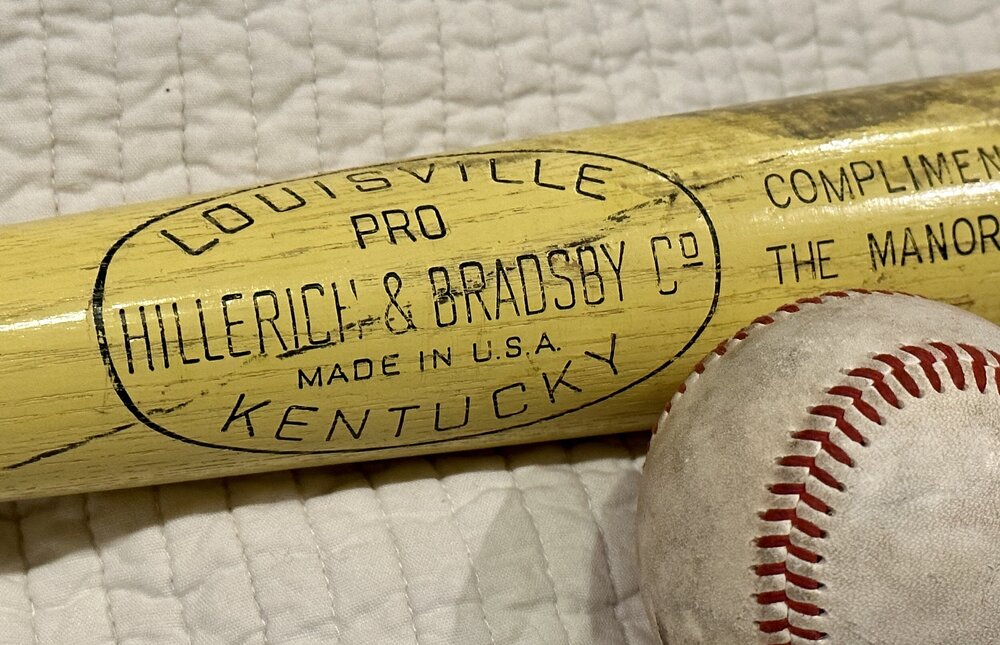 LOUISVILLE
PRO
HILLERICH & BRADSBY Cº
MADE IN U.S.A.
KENTUCKY
COMPLIMEN
THE MANOR